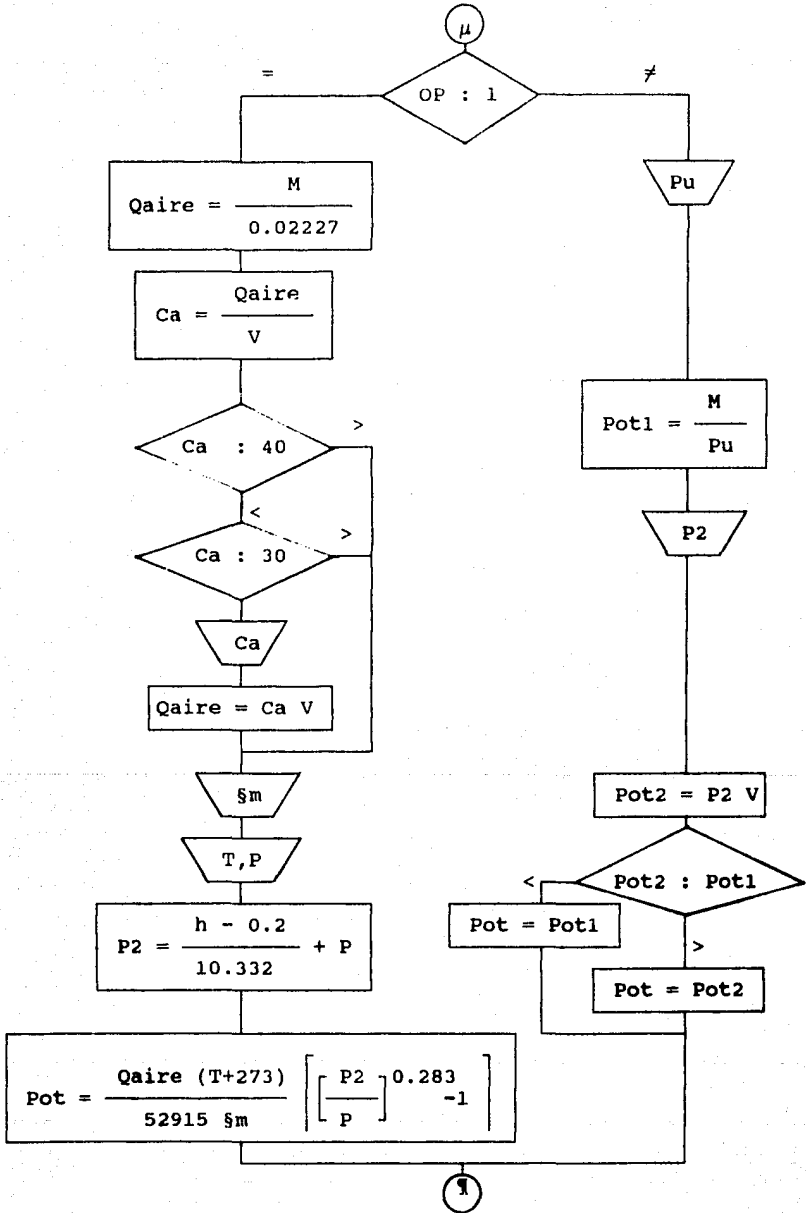 μ
OP : 1
=
≠
Qaire = M / 0.02227
Ca = Qaire / V
Ca : 40
>
<
Ca : 30
>
Ca
Qaire = Ca V
§m
T,P
P2 = h - 0.2 / 10.332 + P
Pot = Qaire (T+273) / 52915 §m [[P2 / P]0.283 -1]
Pu
Pot1 = M / Pu
P2
Pot2 = P2 V
Pot2 : Pot1
<
Pot = Pot1
>
Pot = Pot2
¶